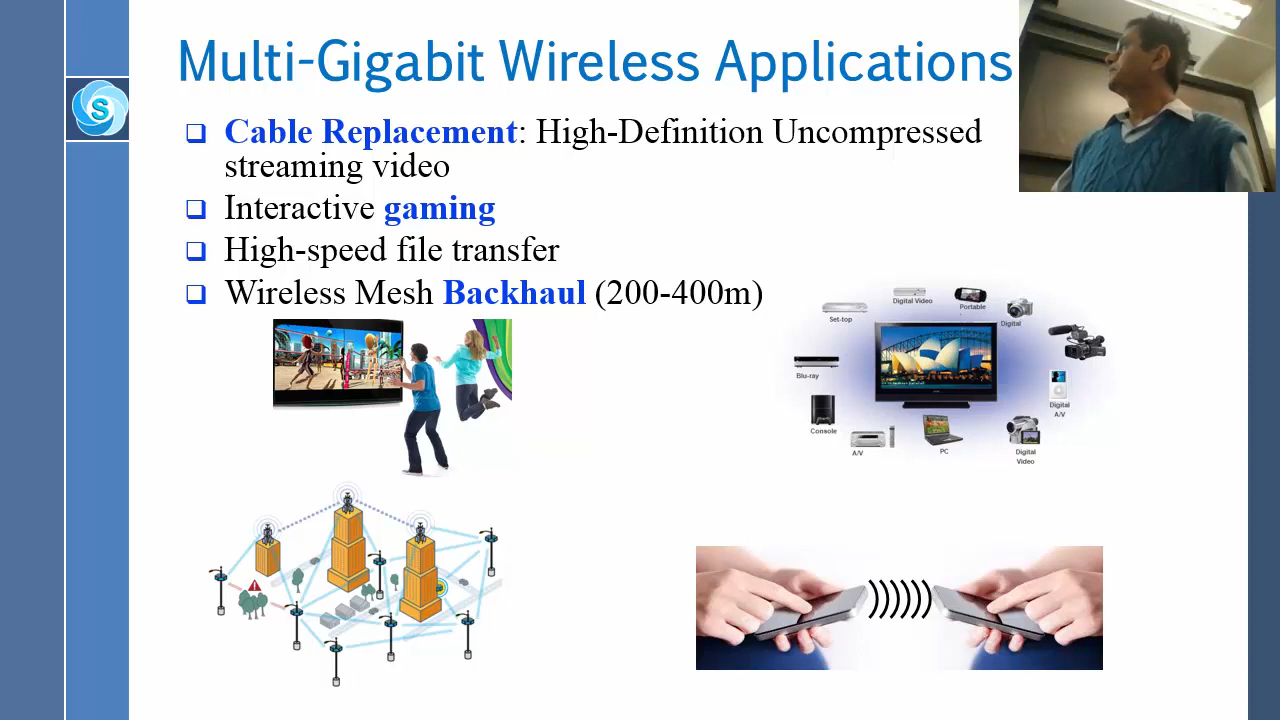 Multi-Gigabit Wireless Applications
S
❑ Cable Replacement: High-Definition Uncompressed
streaming video
❑ Interactive gaming
❑ High-speed file transfer
❑ Wireless Mesh Backhaul (200-400m)
Digital Video
Portable
Set-top
Digital
Blu-ray
Digital
A/V
Console
A/V
PC
Digital
Video